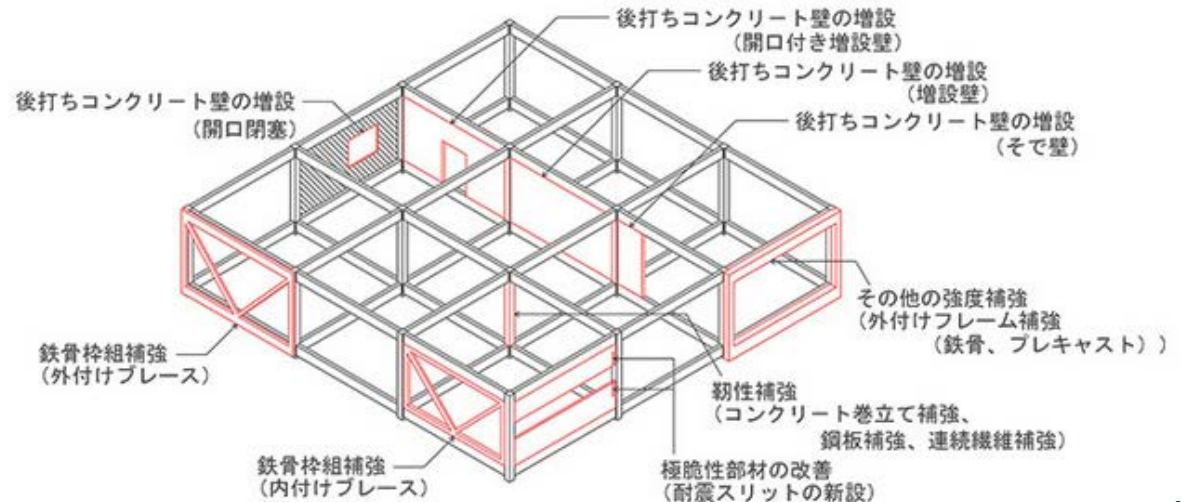 後打ちコンクリート壁の増設
（開口付き増設壁）
後打ちコンクリート壁の増設
（増設壁）
後打ちコンクリート壁の増設
（開口閉塞）
後打ちコンクリート壁の増設
（そで壁）
その他の強度補強
（外付けフレーム補強
（鉄骨、プレキャスト））
鉄骨枠組補強
（外付けブレース）
靭性補強
（コンクリート巻立て補強、
鋼板補強、連続繊維補強）
鉄骨枠組補強
（内付けブレース）
極脆性部材の改善
（耐震スリットの新設）